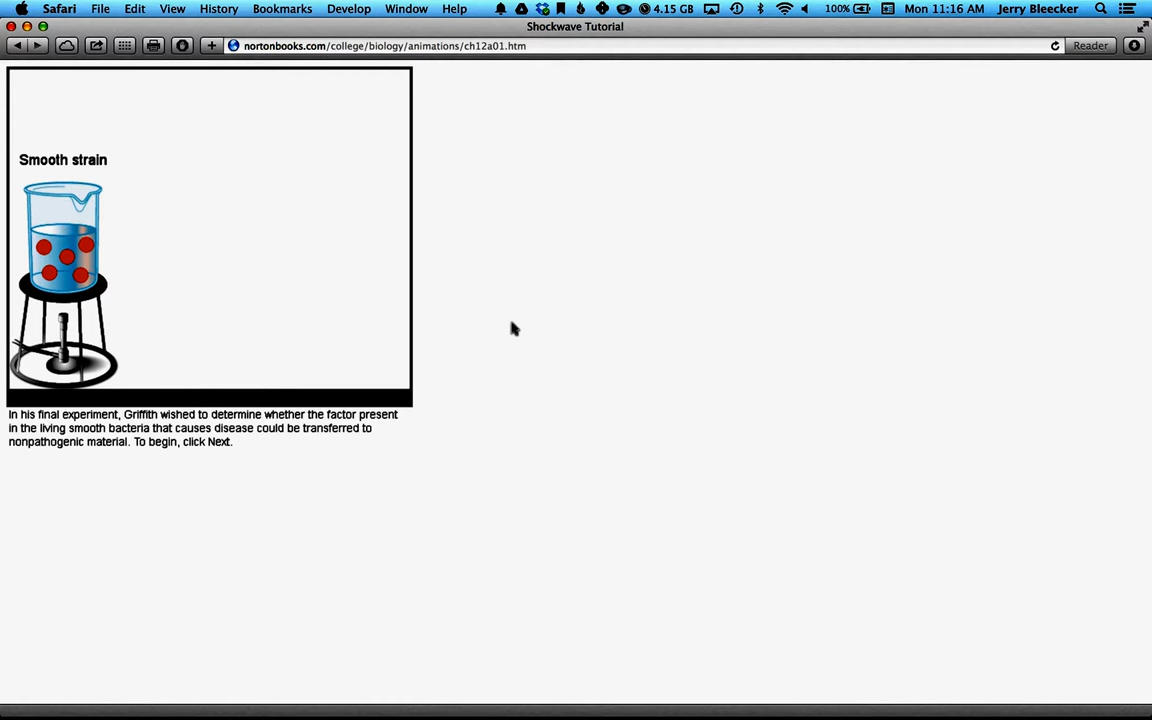 Safari File Edit View History Bookmarks Develop Window Help 4.15 GB 100% Mon 11:16 AM Jerry Bleecker
Shockwave Tutorial
nortonbooks.com/college/biology/animations/ch12a01.htm Reader
Smooth strain
In his final experiment, Griffith wished to determine whether the factor present
in the living smooth bacteria that causes disease could be transferred to
nonpathogenic material. To begin, click Next.